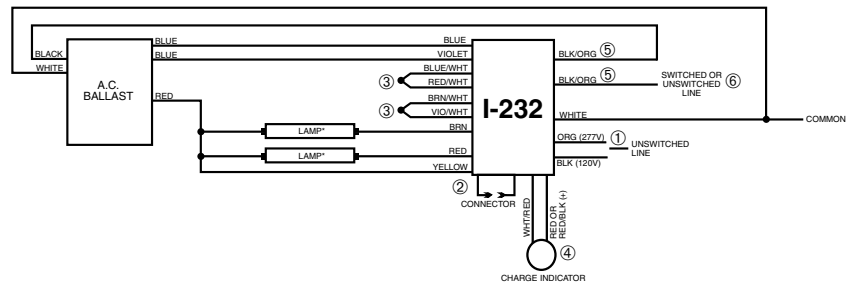 BLACK
WHITE
A.C.
BALLAST
BLUE
BLUE
RED
BLUE
VIOLET
BLUE/WHT
③
RED/WHT
BRN/WHT
③
VIO/WHT
LAMP*
BRN
LAMP*
RED
YELLOW
I-232
BLK/ORG ⑤
BLK/ORG ⑤
SWITCHED OR
UNSWITCHED ⑥
LINE
WHITE
COMMON
ORG (277V) ①
UNSWITCHED
LINE
BLK (120V)
②
CONNECTOR
WHT/RED
RED OR
RED/BLK (+)
④
CHARGE INDICATOR